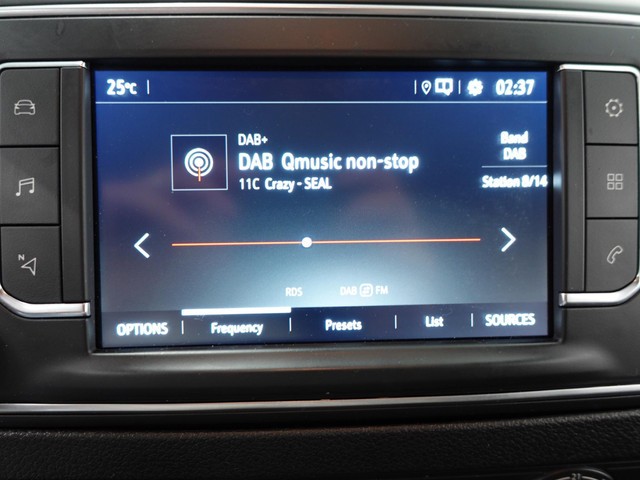 25°C
02:37
DAB+
DAB Qmusic non-stop
11C Crazy - SEAL
Band
DAB
Station 8/14
N
RDS
DAB FM
OPTIONS Frequency Presets List SOURCES
21